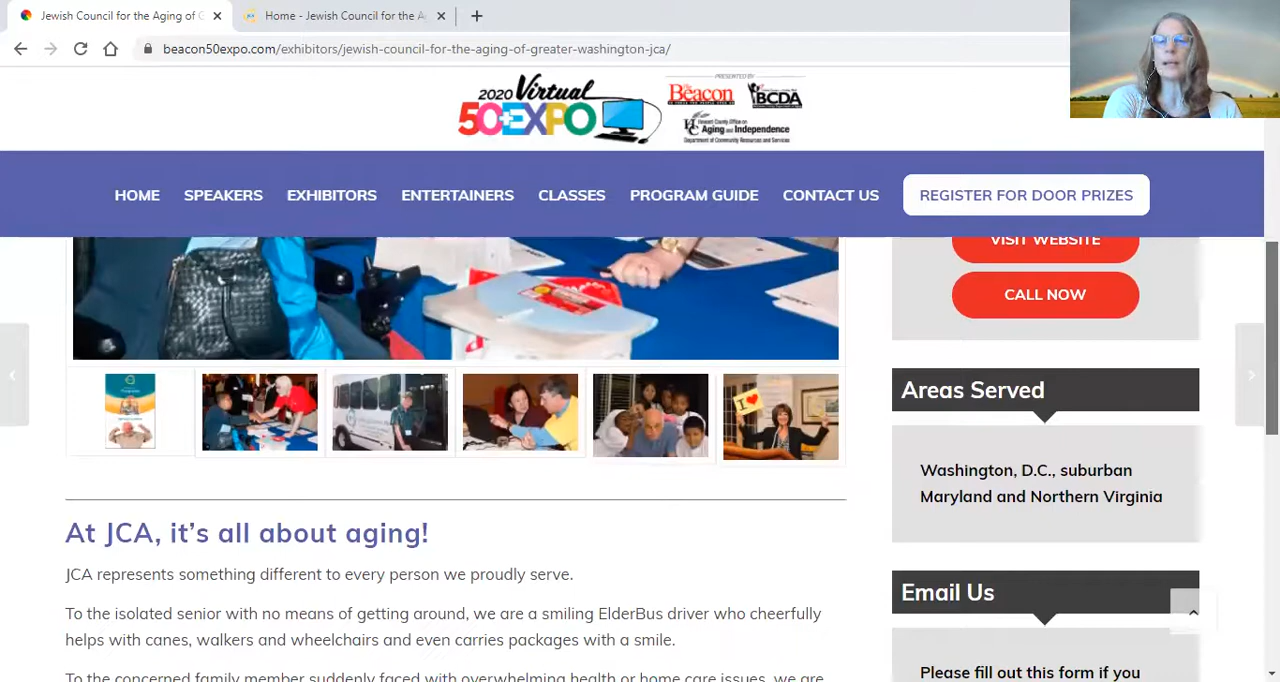 Jewish Council for the Aging of G
Home - Jewish Council for the A
beacon50expo.com/exhibitors/jewish-council-for-the-aging-of-greater-washington-jca/
2020 Virtual
50+EXPO
PRESENTED BY
the Beacon
BCDA
Howard County Office on
Aging and Independence
Department of Community Resources and Services
HOME SPEAKERS EXHIBITORS ENTERTAINERS CLASSES PROGRAM GUIDE CONTACT US REGISTER FOR DOOR PRIZES
VISIT WEBSITE
CALL NOW
Areas Served
Washington, D.C., suburban
Maryland and Northern Virginia
At JCA, it’s all about aging!
JCA represents something different to every person we proudly serve.
To the isolated senior with no means of getting around, we are a smiling ElderBus driver who cheerfully
helps with canes, walkers and wheelchairs and even carries packages with a smile.
To the concerned family member suddenly faced with overwhelming health or home care issues, we are
Email Us
Please fill out this form if you